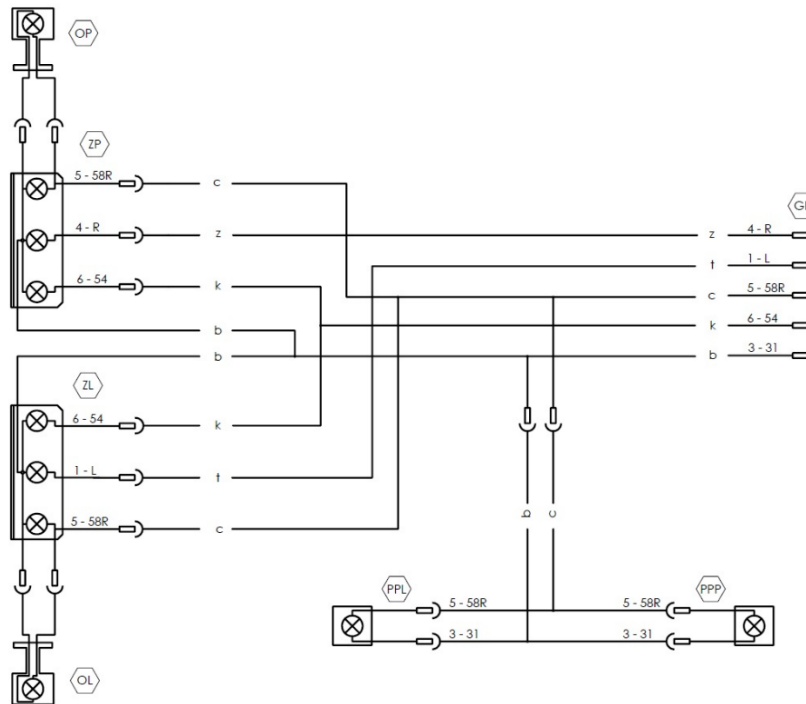 OP
ZP
5 - 58R c
4 - R z z 4 - R
6 - 54 k
t 1 - L
c 5 - 58R
k 6 - 54
b
b b 3 - 31
ZL
6 - 54 k
1 - L t
5 - 58R c
b c
PPL 5 - 58R 5 - 58R PPP
3 - 31 3 - 31
OL